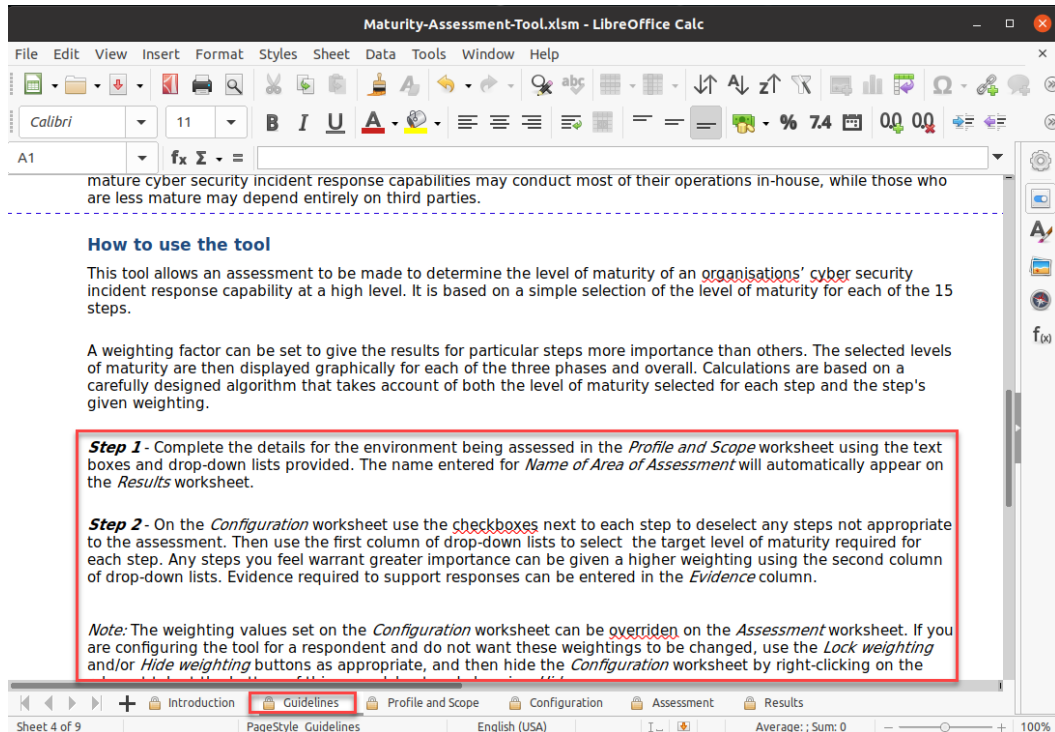 Maturity-Assessment-Tool.xlsm - LibreOffice Calc
File Edit View Insert Format Styles Sheet Data Tools Window Help
Calibri 11 B I U A % 7.4 0.0 0.0
A1 fx Σ =
mature cyber security incident response capabilities may conduct most of their operations in-house, while those who
are less mature may depend entirely on third parties.
How to use the tool
This tool allows an assessment to be made to determine the level of maturity of an organisations’ cyber security
incident response capability at a high level. It is based on a simple selection of the level of maturity for each of the 15
steps.
A weighting factor can be set to give the results for particular steps more importance than others. The selected levels
of maturity are then displayed graphically for each of the three phases and overall. Calculations are based on a
carefully designed algorithm that takes account of both the level of maturity selected for each step and the step's
given weighting.
Step 1 - Complete the details for the environment being assessed in the Profile and Scope worksheet using the text
boxes and drop-down lists provided. The name entered for Name of Area of Assessment will automatically appear on
the Results worksheet.
Step 2 - On the Configuration worksheet use the checkboxes next to each step to deselect any steps not appropriate
to the assessment. Then use the first column of drop-down lists to select the target level of maturity required for
each step. Any steps you feel warrant greater importance can be given a higher weighting using the second column
of drop-down lists. Evidence required to support responses can be entered in the Evidence column.
Note: The weighting values set on the Configuration worksheet can be overriden on the Assessment worksheet. If you
are configuring the tool for a respondent and do not want these weightings to be changed, use the Lock weighting
and/or Hide weighting buttons as appropriate, and then hide the Configuration worksheet by right-clicking on the
Introduction Guidelines Profile and Scope Configuration Assessment Results
Sheet 4 of 9 PageStyle_Guidelines English (USA) Average: ; Sum: 0 100%